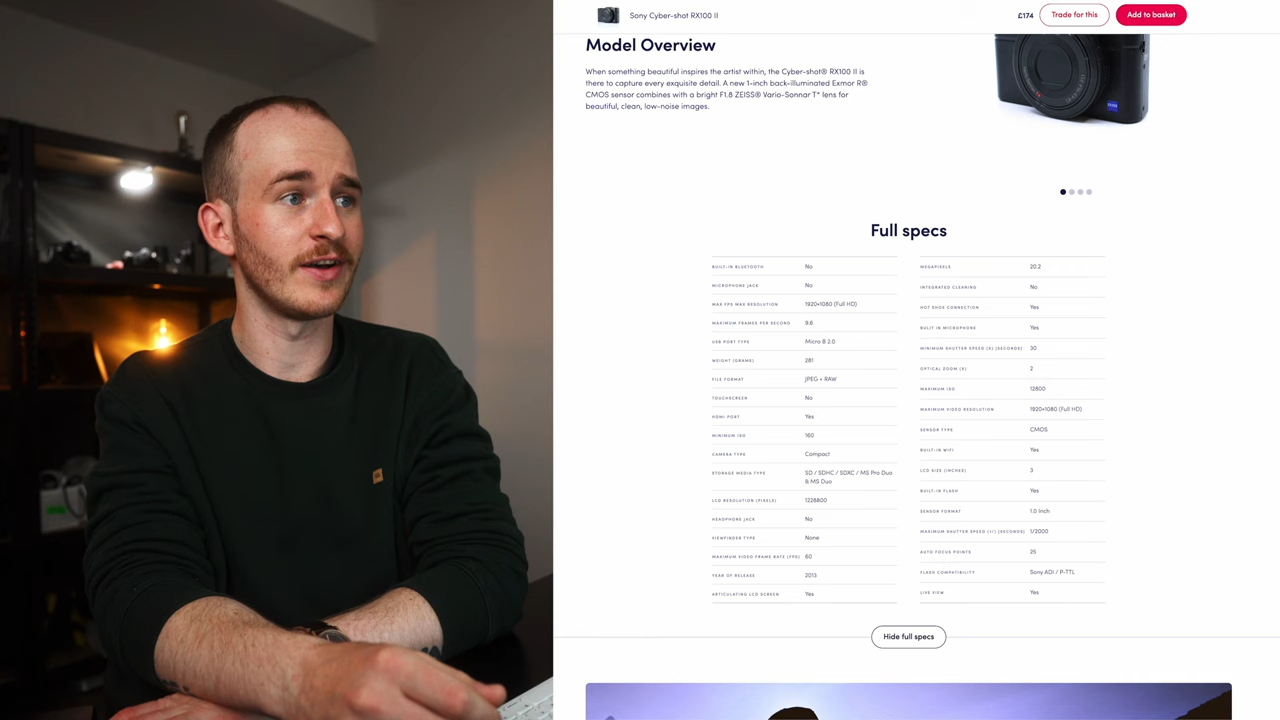 Sony Cyber-shot RX100 II
£174
Trade for this
Add to basket
Model Overview
When something beautiful inspires the artist within, the Cyber-shot® RX100 II is
there to capture every exquisite detail. A new 1-inch back-illuminated Exmor R®
CMOS sensor combines with a bright F1.8 ZEISS® Vario-Sonnar T* lens for
beautiful, clean, low-noise images.
Full specs
BUILT-IN BLUETOOTH No
MICROPHONE JACK No
MAX FPS MAX RESOLUTION 1920×1080 (Full HD)
MAXIMUM FRAMES PER SECOND 9.6
USB PORT TYPE Micro B 2.0
WEIGHT (GRAMS) 281
FILE FORMAT JPEG + RAW
TOUCHSCREEN No
HDMI PORT Yes
MINIMUM ISO 160
CAMERA TYPE Compact
STORAGE MEDIA TYPE SD / SDHC / SDXC / MS Pro Duo
& MS Duo
LCD RESOLUTION (PIXELS) 1228800
HEADPHONE JACK No
VIEWFINDER TYPE None
MAXIMUM VIDEO FRAME RATE (FPS) 60
YEAR OF RELEASE 2013
ARTICULATING LCD SCREEN Yes
MEGAPIXELS 20.2
INTEGRATED CLEANING No
HOT SHOE CONNECTION Yes
BULIT IN MICROPHONE Yes
MINIMUM SHUTTER SPEED (X) (SECONDS) 30
OPTICAL ZOOM (X) 2
MAXIMUM ISO 12800
MAXIMUM VIDEO RESOLUTION 1920×1080 (Full HD)
SENSOR TYPE CMOS
BUILT-IN WIFI Yes
LCD SIZE (INCHES) 3
BUILT-IN FLASH Yes
SENSOR FORMAT 1.0 Inch
MAXIMUM SHUTTER SPEED (1/) (SECONDS) 1/2000
AUTO FOCUS POINTS 25
FLASH COMPATIBILITY Sony ADI / P-TTL
LIVE VIEW Yes
Hide full specs